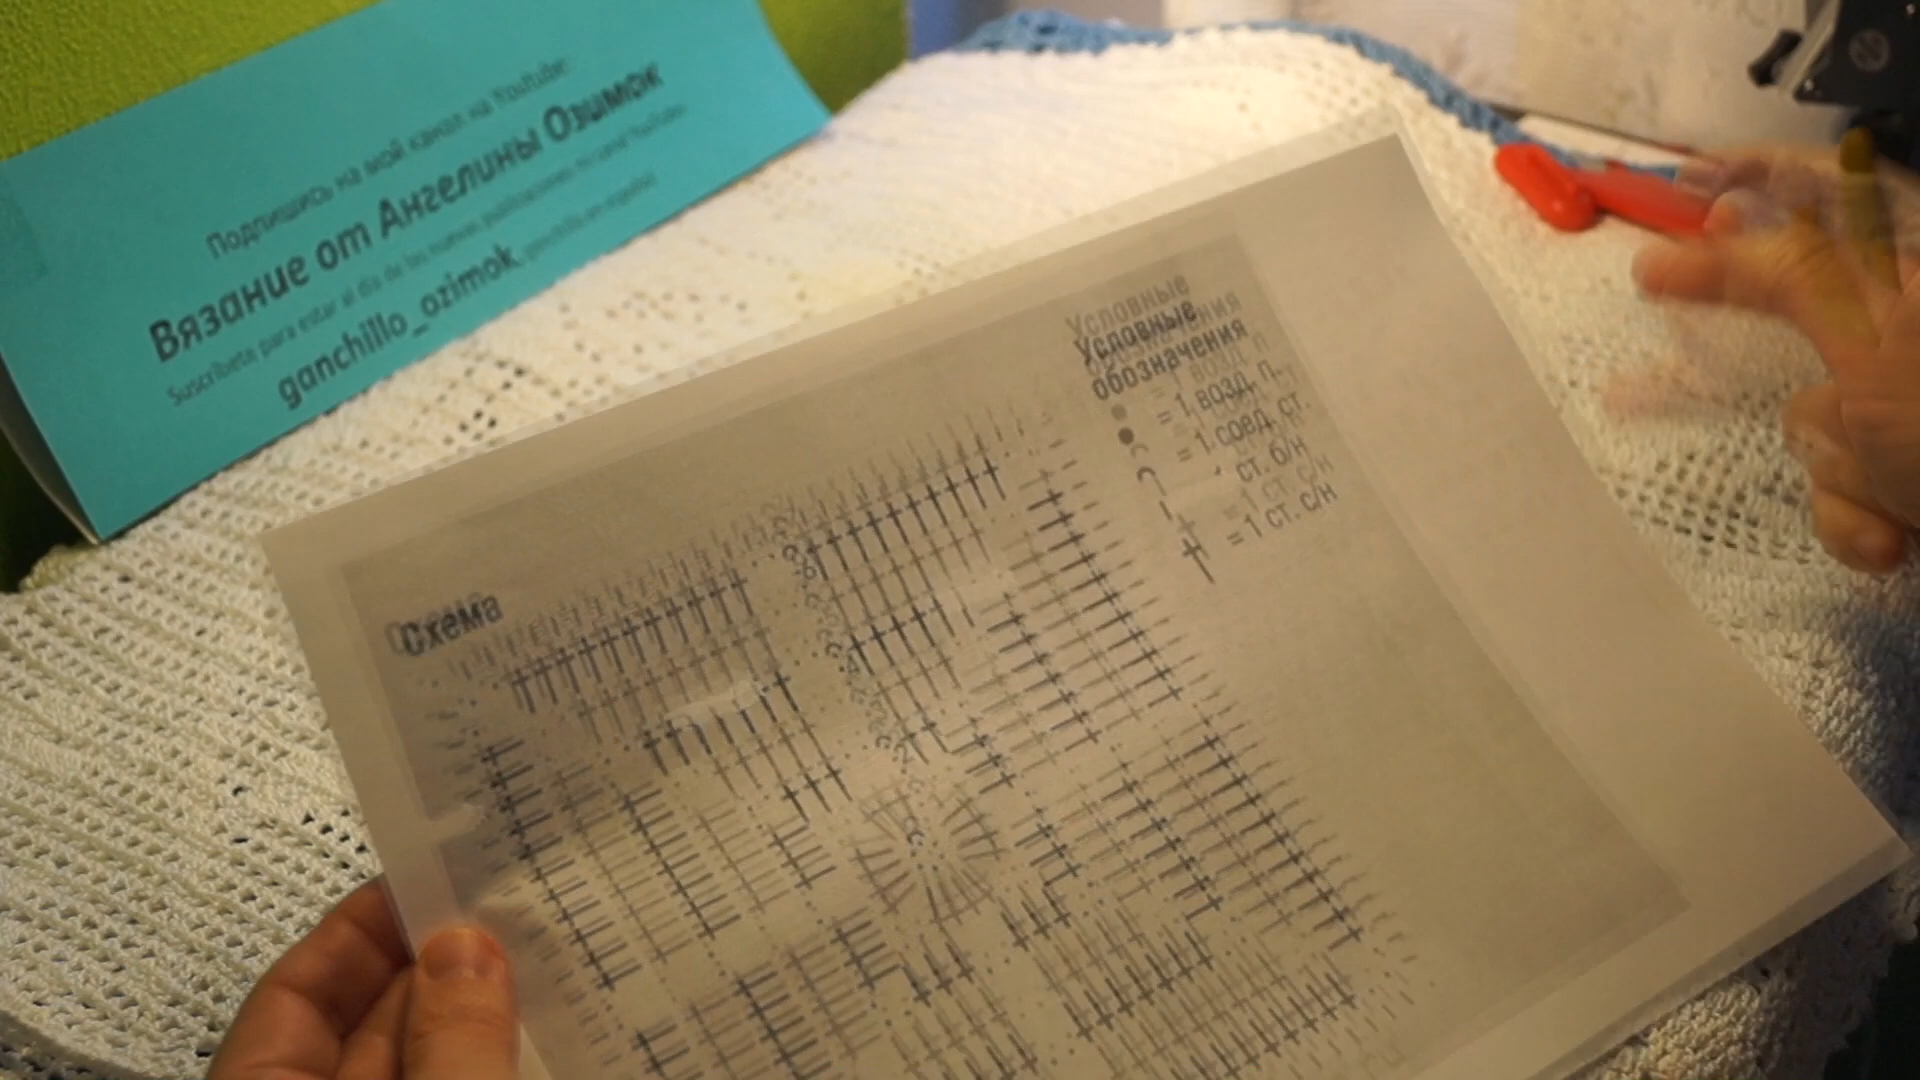 Подпишись на мой канал на YouTube:
Вязание от Ангелины Озимок
Suscríbete para estar al día de las nuevas publicaciones mi canal YouTube:
ganchillo_ozimok
Схема
Условные
обозначения
= 1 возд. п.
= 1 соед. ст.
ст. б/н
= 1 ст. с/н